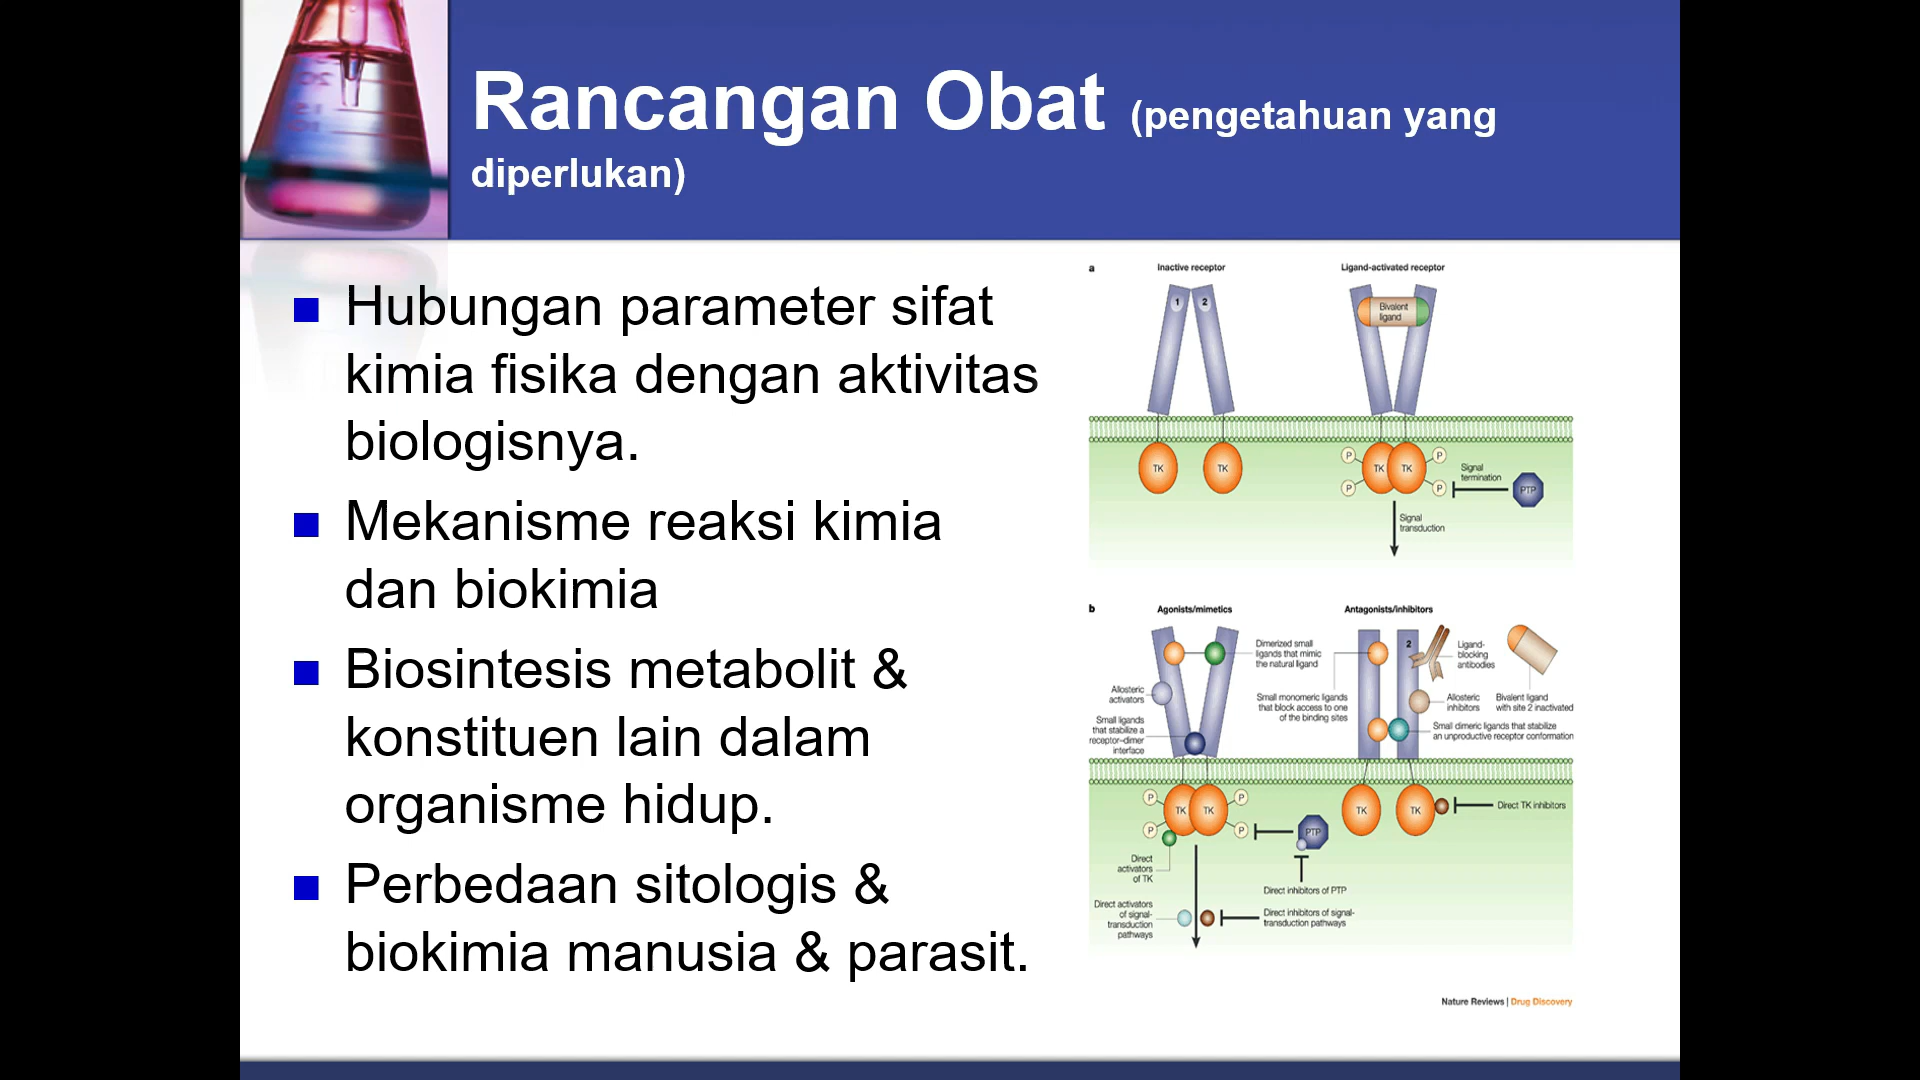 Rancangan Obat (pengetahuan yang
diperlukan)
Hubungan parameter sifat
kimia fisika dengan aktivitas
biologisnya.
Mekanisme reaksi kimia
dan biokimia
Biosintesis metabolit &
konstituen lain dalam
organisme hidup.
Perbedaan sitologis &
biokimia manusia & parasit.
a
Inactive receptor
Ligand-activated receptor
1
2
Bivalent
ligand
TK
TK
P
P
TK
TK
P
P
Signal
termination
PTP
Signal
transduction
b
Agonists/mimetics
Antagonists/inhibitors
Dimerized small
ligands that mimic
the natural ligand
2
Ligand-
blocking
antibodies
Allosteric
activators
Small monomeric ligands
that block access to one
of the binding sites
Allosteric
inhibitors
Bivalent ligand
with site 2 inactivated
Small ligands
that stabilize a
receptor–dimer
interface
Small dimeric ligands that stabilize
an unproductive receptor conformation
P
P
TK
TK
P
P
PTP
TK
TK
Direct TK inhibitors
Direct
activators
of TK
Direct inhibitors of PTP
Direct activators
of signal-
transduction
pathways
Direct inhibitors of signal-
transduction pathways
Nature Reviews | Drug Discovery